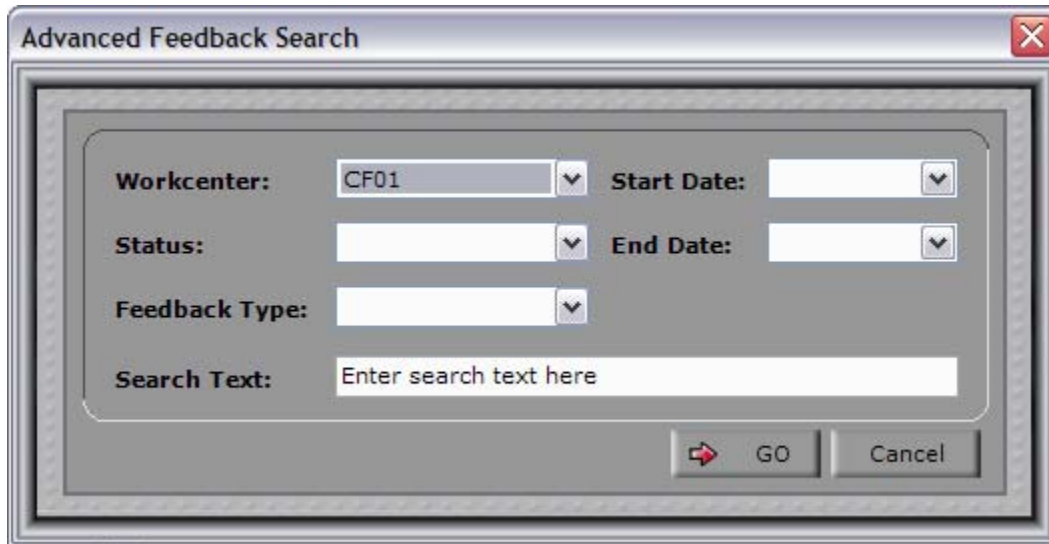 Advanced Feedback Search
Workcenter: CF01 Start Date:
Status: End Date:
Feedback Type:
Search Text: Enter search text here
GO Cancel